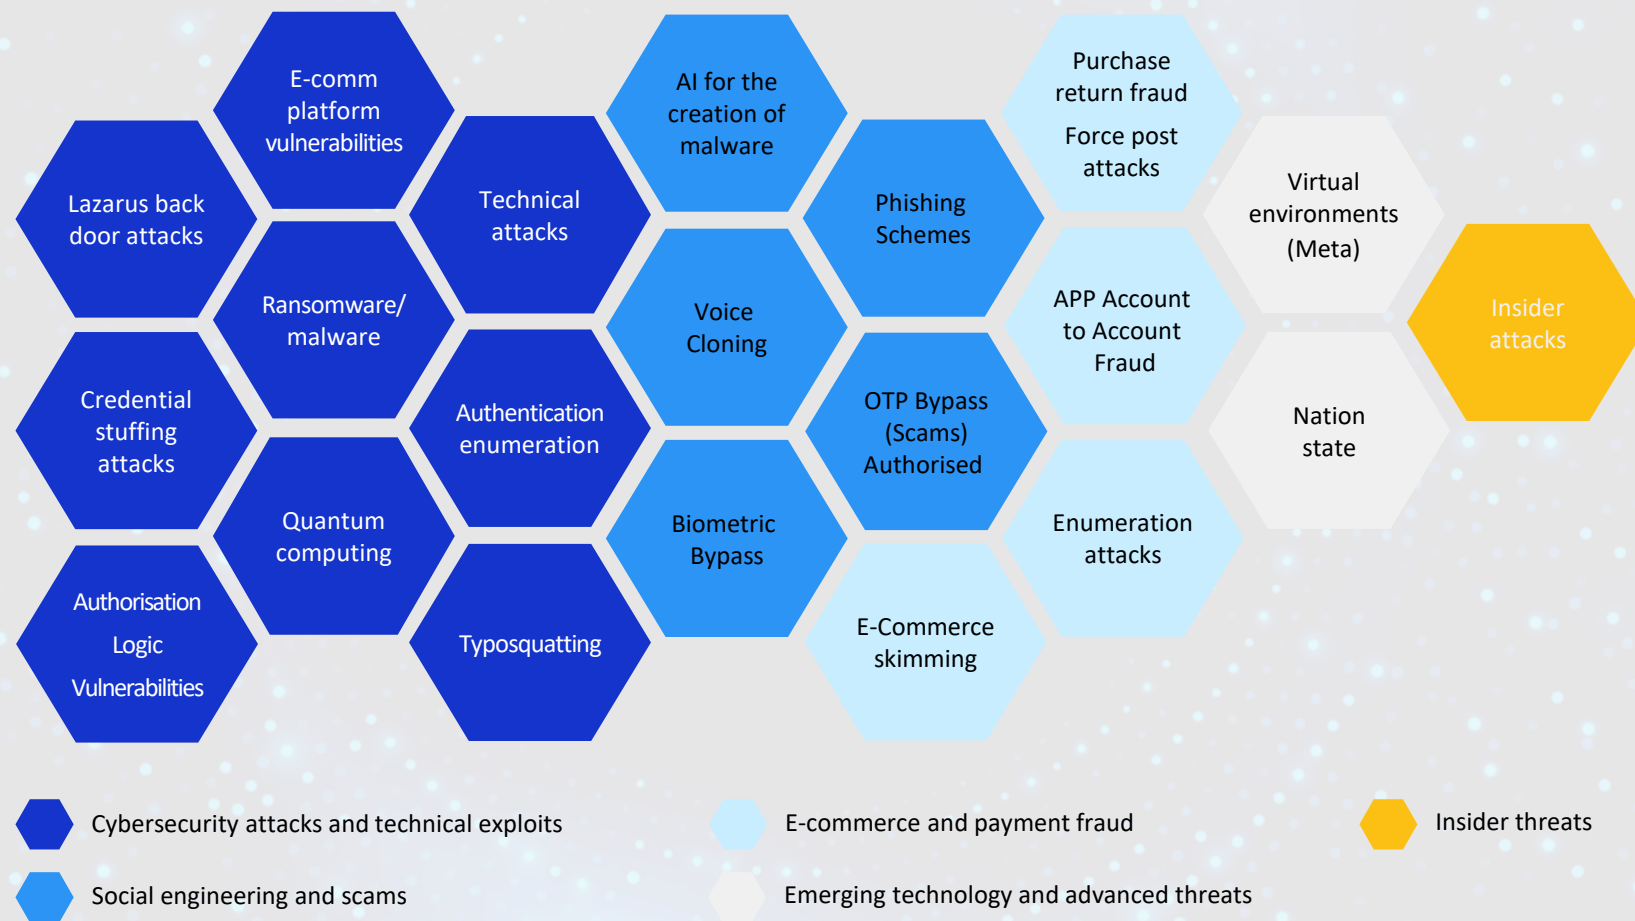 E-comm
platform
vulnerabilities
AI for the
creation of
malware
Purchase
return fraud
Force post
attacks
Lazarus back
door attacks
Technical
attacks
Phishing
Schemes
Virtual
environments
(Meta)
Ransomware/
malware
Voice
Cloning
APP Account
to Account
Fraud
Insider
attacks
Credential
stuffing
attacks
Authentication
enumeration
OTP Bypass
(Scams)
Authorised
Nation
state
Quantum
computing
Biometric
Bypass
Enumeration
attacks
Authorisation
Logic
Vulnerabilities
Typosquatting
E-Commerce
skimming
Cybersecurity attacks and technical exploits
E-commerce and payment fraud
Insider threats
Social engineering and scams
Emerging technology and advanced threats